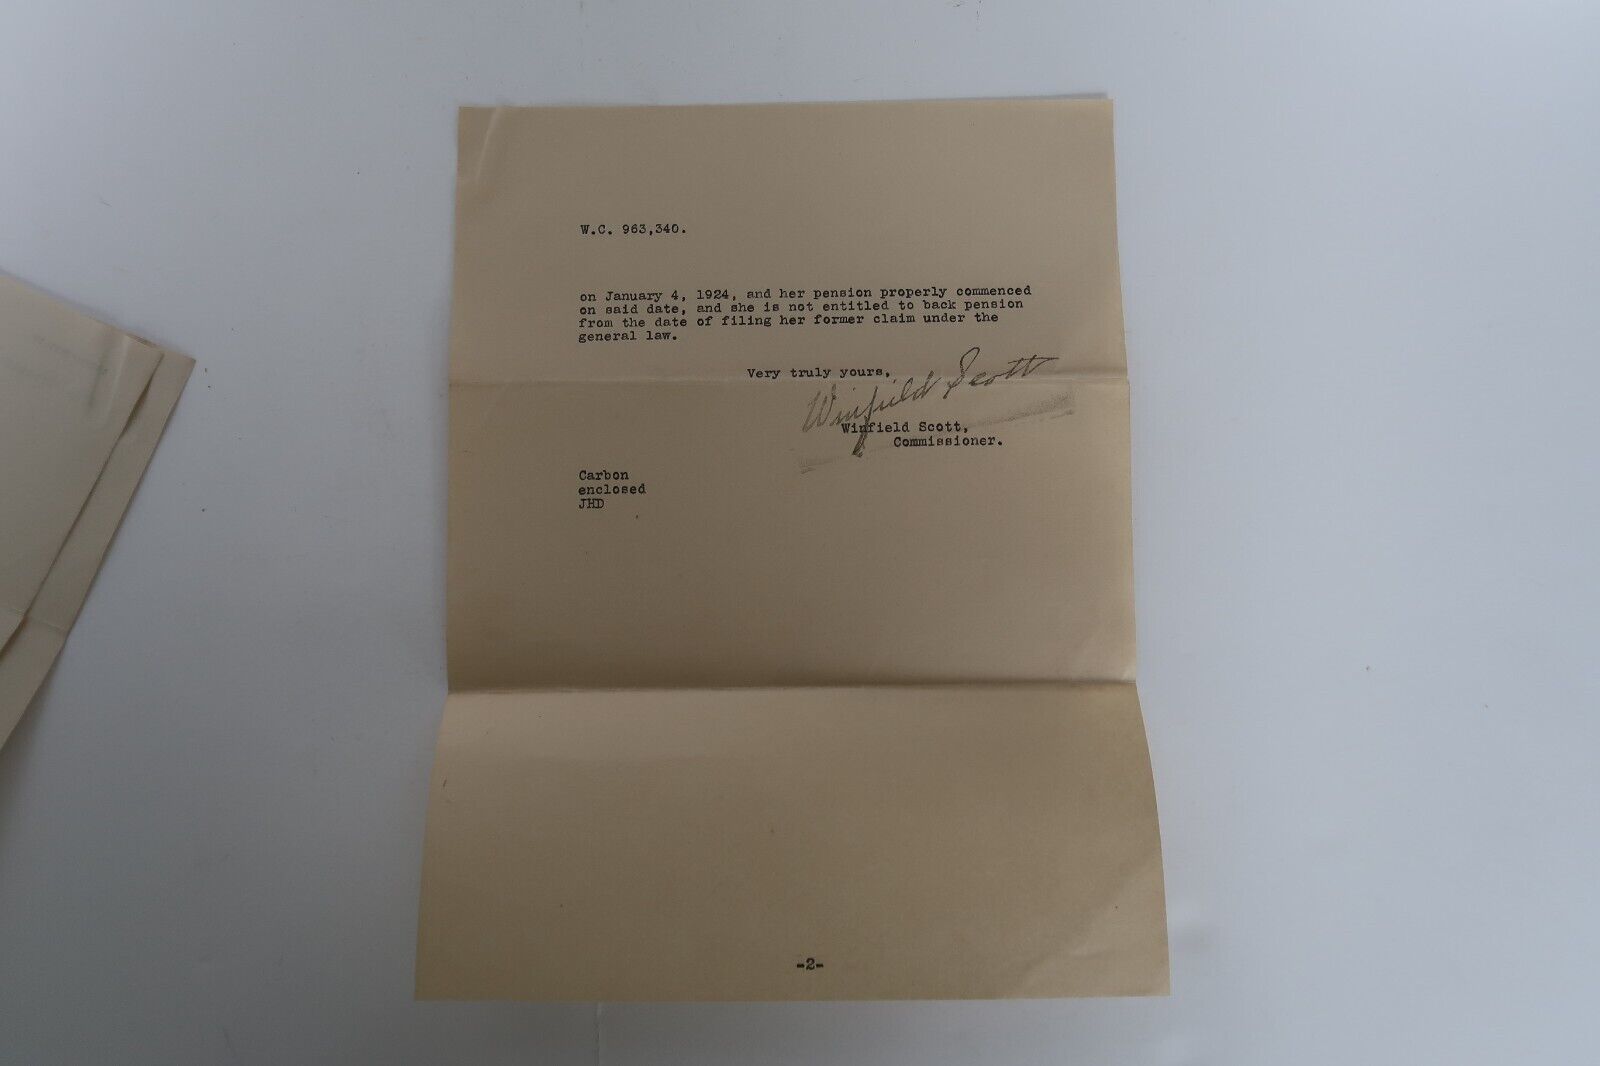 W.C. 963,340.
on January 4, 1924, and her pension properly commenced
on said date, and she is not entitled to back pension
from the date of filing her former claim under the
general law.
Very truly yours,
Winfield Scott
Winfield Scott,
Commissioner.
Carbon
enclosed
JHD
-2-